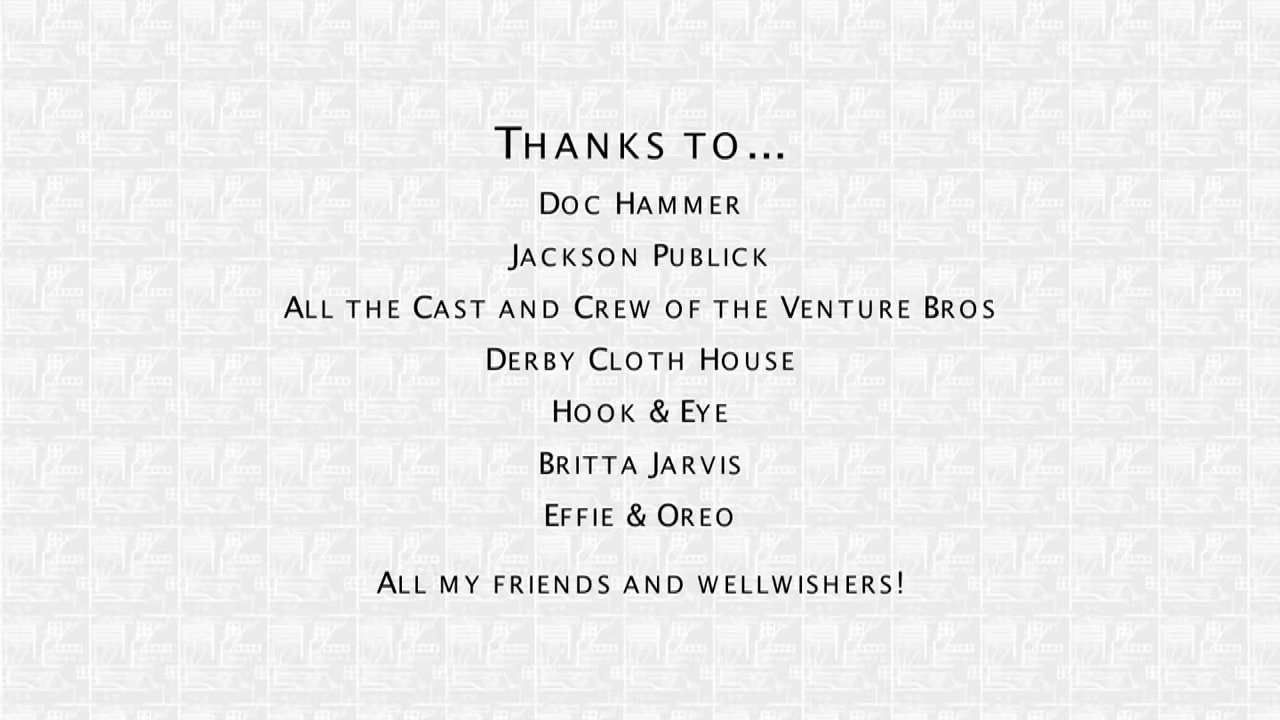 Thanks to...
Doc Hammer
Jackson Publick
All the Cast and Crew of the Venture Bros
Derby Cloth House
Hook & Eye
Britta Jarvis
Effie & Oreo
All my friends and wellwishers!